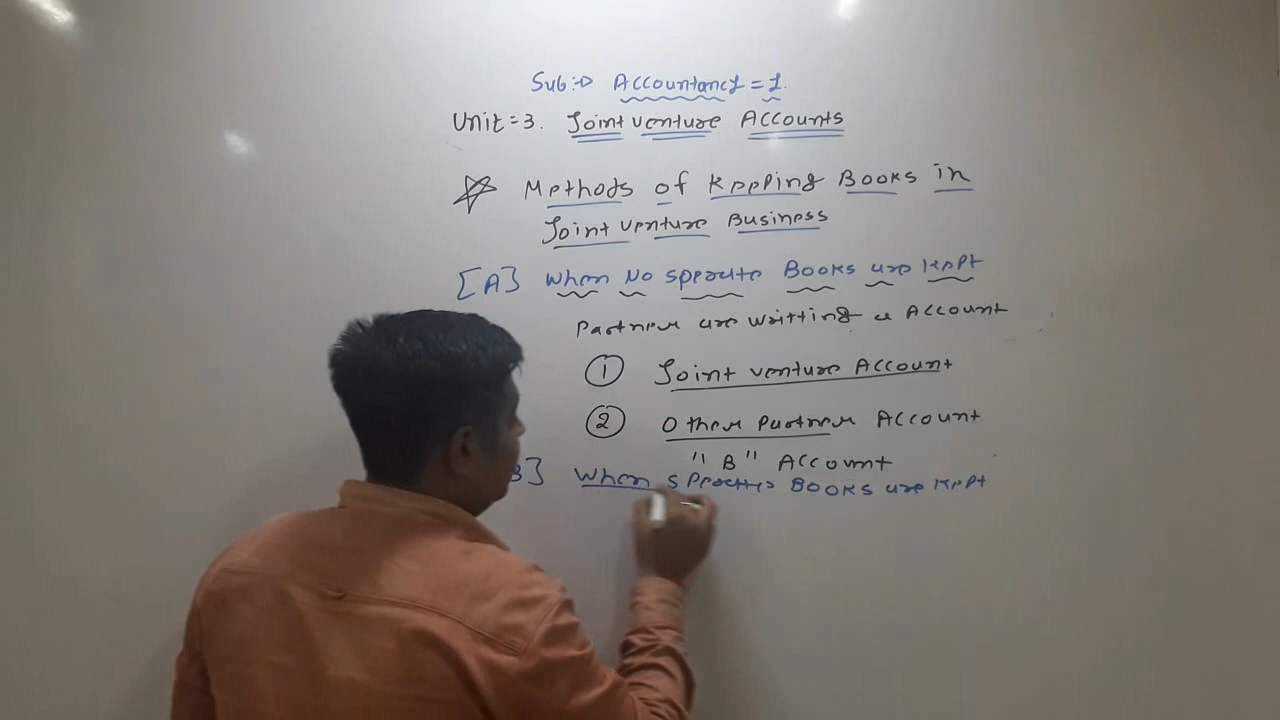 Sub:→ Accountancy = 1.
Unit = 3. Joint venture Accounts
Methods of Keeping Books in
Joint venture Business
[A] when No sperate Books are kept
Partner are writting a Account
① Joint venture Account
② Other Partner Account
"B" Account
B] when sperate Books are kept